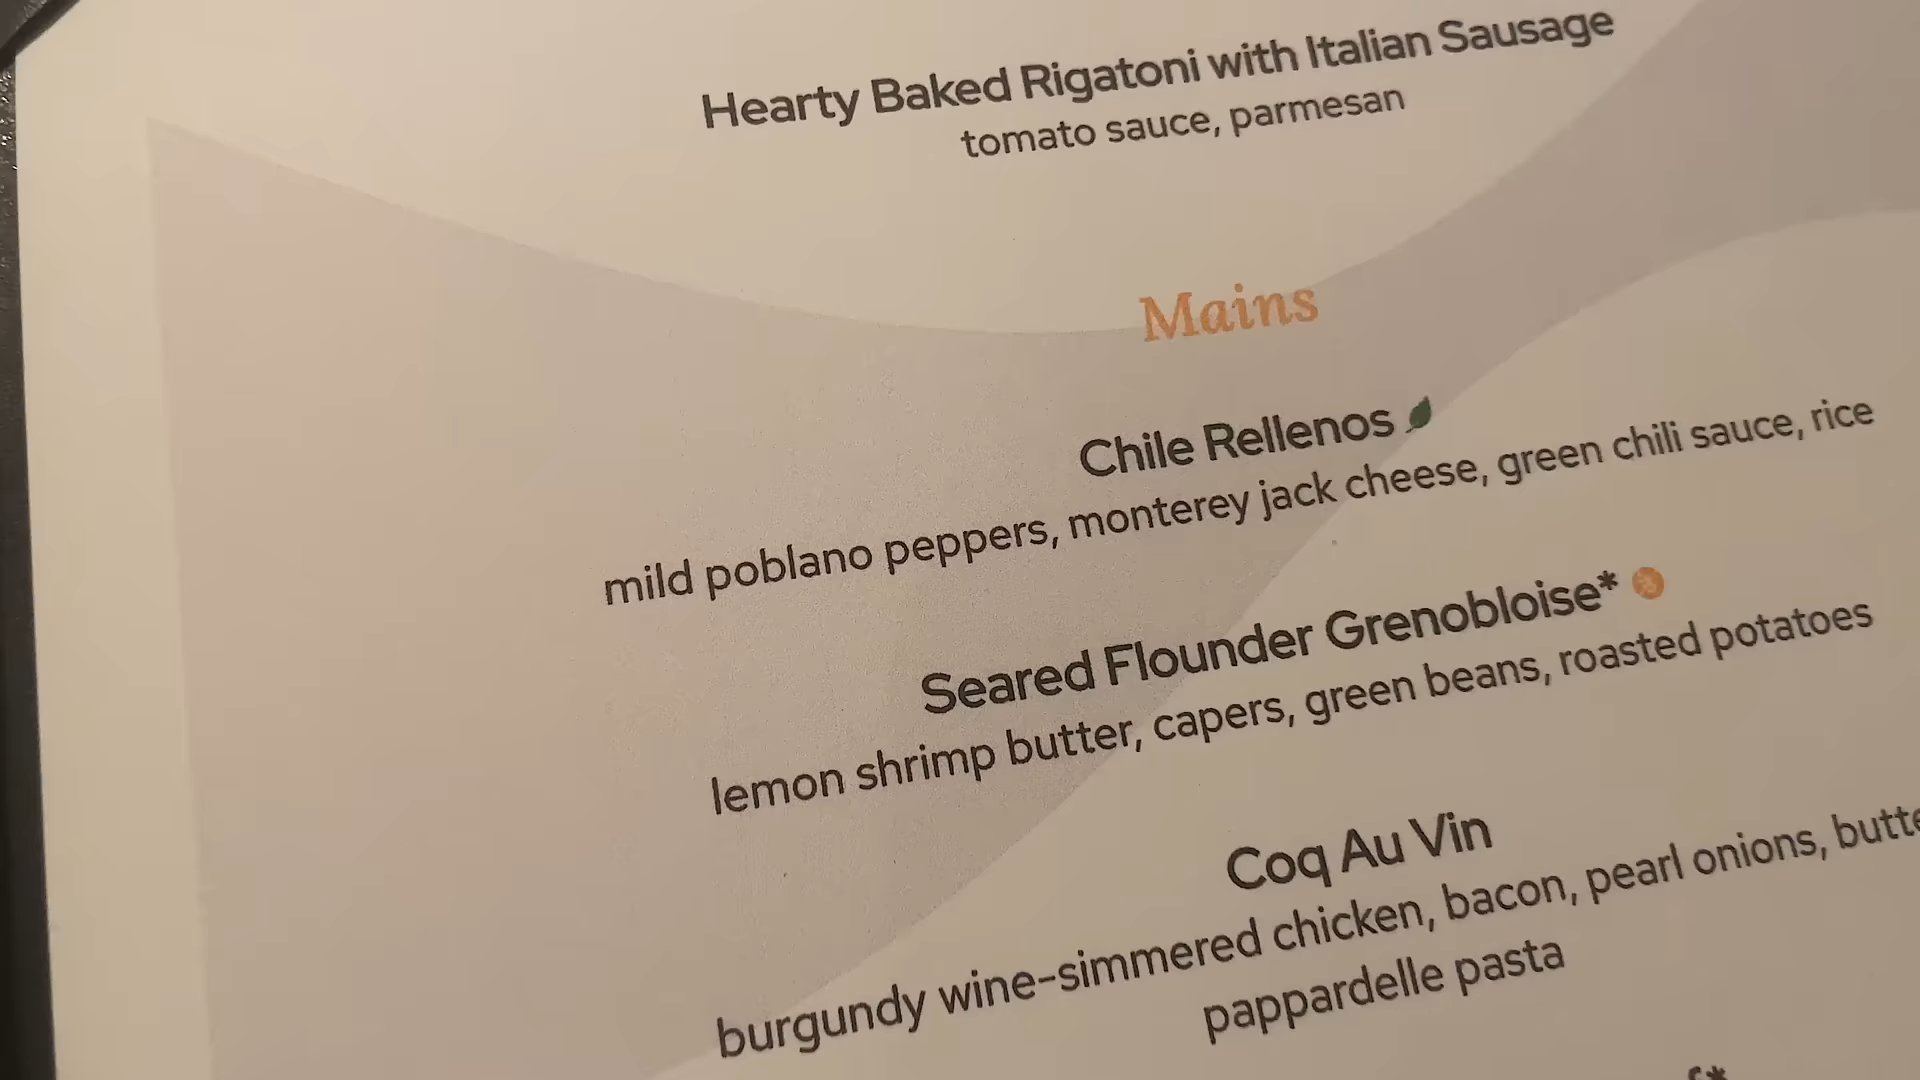 Hearty Baked Rigatoni with Italian Sausage
tomato sauce, parmesan
Mains
Chile Rellenos
mild poblano peppers, monterey jack cheese, green chili sauce, rice
Seared Flounder Grenobloise*
lemon shrimp butter, capers, green beans, roasted potatoes
Coq Au Vin
burgundy wine-simmered chicken, bacon, pearl onions,
pappardelle pasta